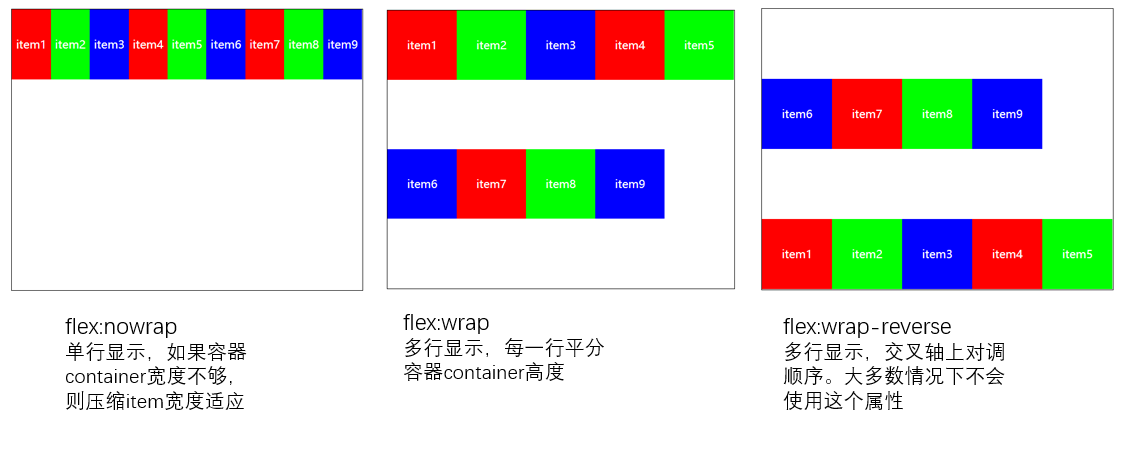 item1 item2 item3 item4 item5 item6 item7 item8 item9
item1 item2 item3 item4 item5
item6 item7 item8 item9
item6 item7 item8 item9
item1 item2 item3 item4 item5
flex:nowrap
单行显示，如果容器
container宽度不够，
则压缩item宽度适应
flex:wrap
多行显示，每一行平分
容器container高度
flex:wrap-reverse
多行显示，交叉轴上对调
顺序。大多数情况下不会
使用这个属性